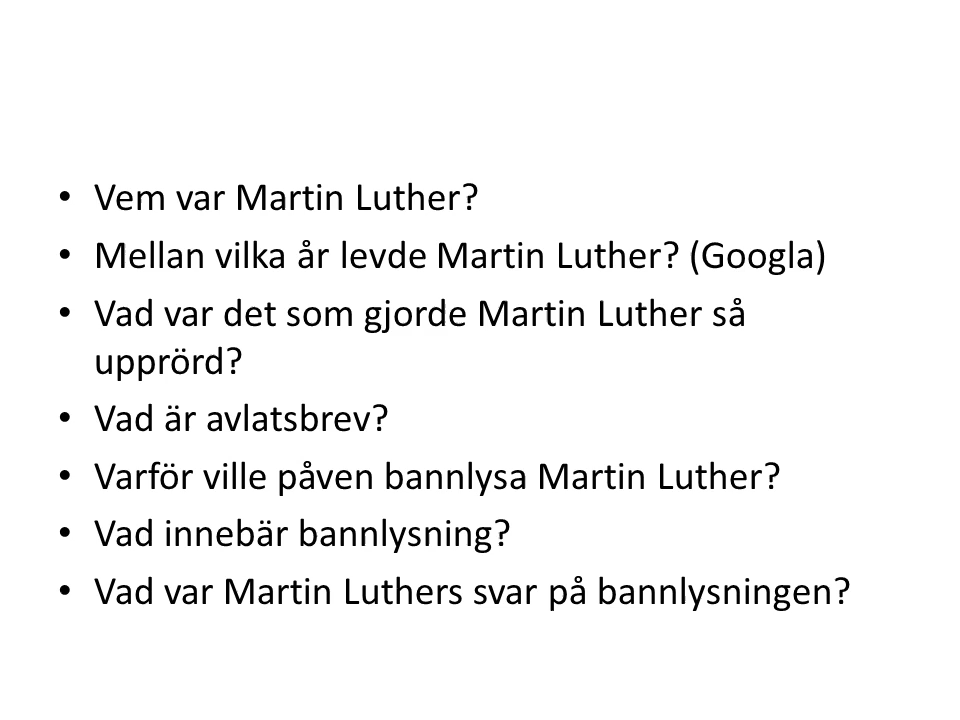 • Vem var Martin Luther?
• Mellan vilka år levde Martin Luther? (Googla)
• Vad var det som gjorde Martin Luther så
upprörd?
• Vad är avlatsbrev?
• Varför ville påven bannlysa Martin Luther?
• Vad innebär bannlysning?
• Vad var Martin Luthers svar på bannlysningen?